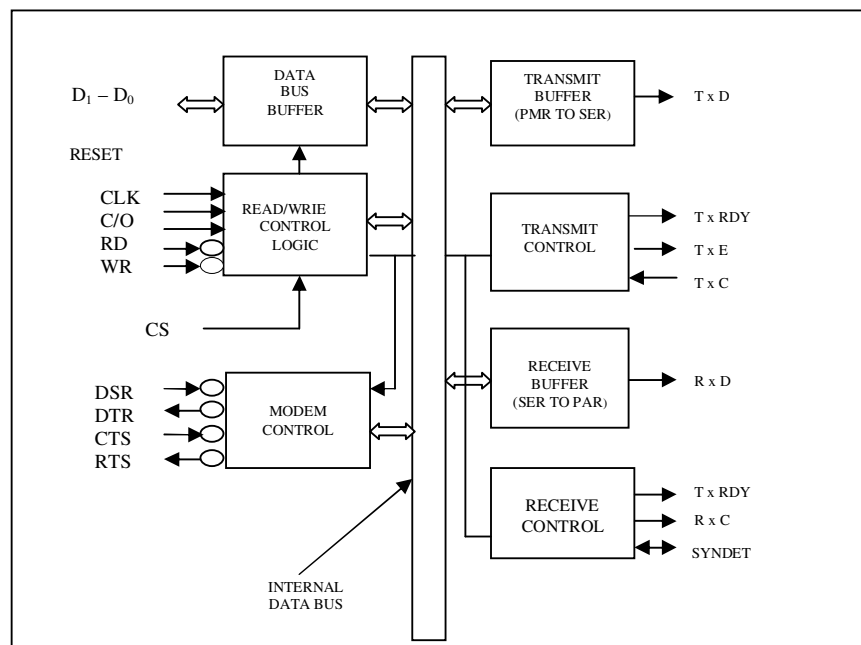 DATA
BUS
BUFFER
D₁ – D₀
RESET
CLK
C/O
RD
WR
READ/WRIE
CONTROL
LOGIC
CS
DSR
DTR
CTS
RTS
MODEM
CONTROL
INTERNAL
DATA BUS
TRANSMIT
BUFFER
(PMR TO SER)
T x D
TRANSMIT
CONTROL
T x RDY
T x E
T x C
RECEIVE
BUFFER
(SER TO PAR)
R x D
RECEIVE
CONTROL
T x RDY
R x C
SYNDET